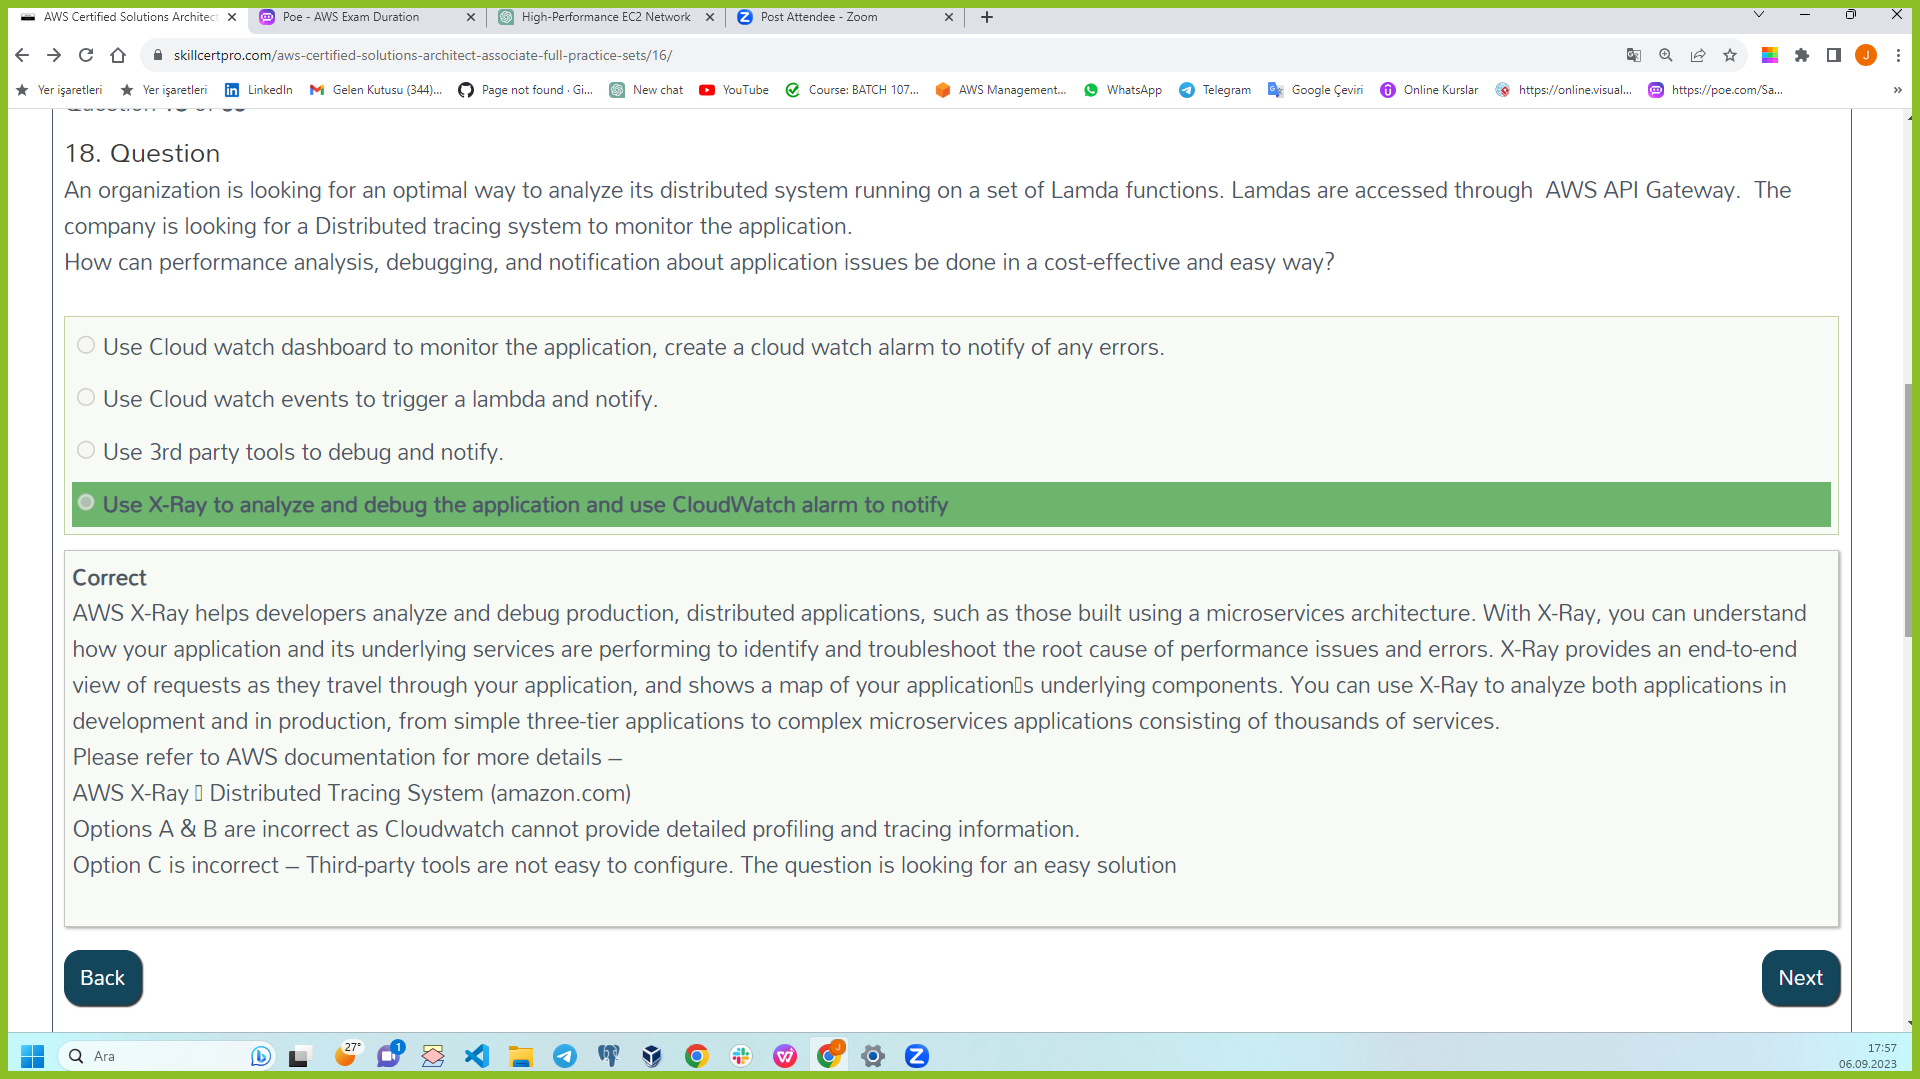 AWS Certified Solutions Architect
Poe - AWS Exam Duration
High-Performance EC2 Network
Post Attendee - Zoom
skillcertpro.com/aws-certified-solutions-architect-associate-full-practice-sets/16/
J
Yer işaretleri
Yer işaretleri
LinkedIn
Gelen Kutusu (344)...
Page not found · Gi...
New chat
YouTube
Course: BATCH 107...
AWS Management...
WhatsApp
Telegram
Google Çeviri
Online Kurslar
https://online.visual...
https://poe.com/Sa...
18. Question
An organization is looking for an optimal way to analyze its distributed system running on a set of Lamda functions. Lamdas are accessed through AWS API Gateway. The
company is looking for a Distributed tracing system to monitor the application.
How can performance analysis, debugging, and notification about application issues be done in a cost-effective and easy way?
Use Cloud watch dashboard to monitor the application, create a cloud watch alarm to notify of any errors.
Use Cloud watch events to trigger a lambda and notify.
Use 3rd party tools to debug and notify.
Use X-Ray to analyze and debug the application and use CloudWatch alarm to notify
Correct
AWS X-Ray helps developers analyze and debug production, distributed applications, such as those built using a microservices architecture. With X-Ray, you can understand
how your application and its underlying services are performing to identify and troubleshoot the root cause of performance issues and errors. X-Ray provides an end-to-end
view of requests as they travel through your application▯s underlying components. You can use X-Ray to analyze both applications in
development and in production, from simple three-tier applications to complex microservices applications consisting of thousands of services.
Please refer to AWS documentation for more details –
AWS X-Ray ▯ Distributed Tracing System (amazon.com)
Options A & B are incorrect as Cloudwatch cannot provide detailed profiling and tracing information.
Option C is incorrect – Third-party tools are not easy to configure. The question is looking for an easy solution
Back
Next
Ara
27°
1
J
17:57
06.09.2023